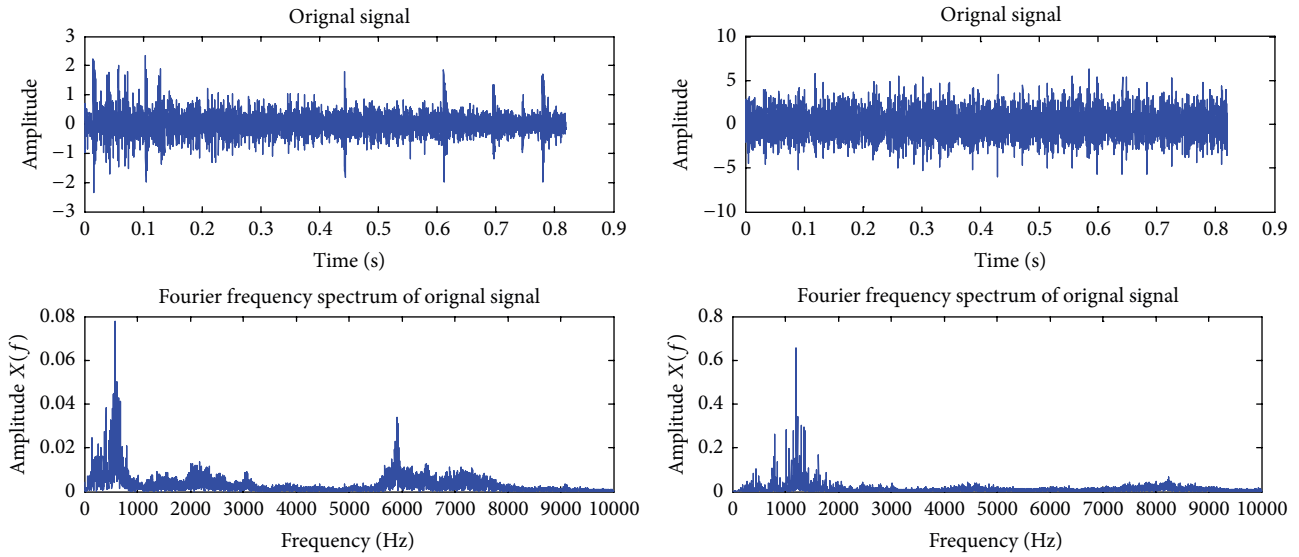 Orignal signal
3
2
1
0
−1
−2
−3
Amplitude
0 0.1 0.2 0.3 0.4 0.5 0.6 0.7 0.8 0.9
Time (s)
Fourier frequency spectrum of orignal signal
0.08
0.06
0.04
0.02
0
Amplitude X(f)
0 1000 2000 3000 4000 5000 6000 7000 8000 9000 10000
Frequency (Hz)
Orignal signal
10
5
0
−5
−10
Amplitude
0 0.1 0.2 0.3 0.4 0.5 0.6 0.7 0.8 0.9
Time (s)
Fourier frequency spectrum of orignal signal
0.8
0.6
0.4
0.2
0
Amplitude X(f)
0 1000 2000 3000 4000 5000 6000 7000 8000 9000 10000
Frequency (Hz)